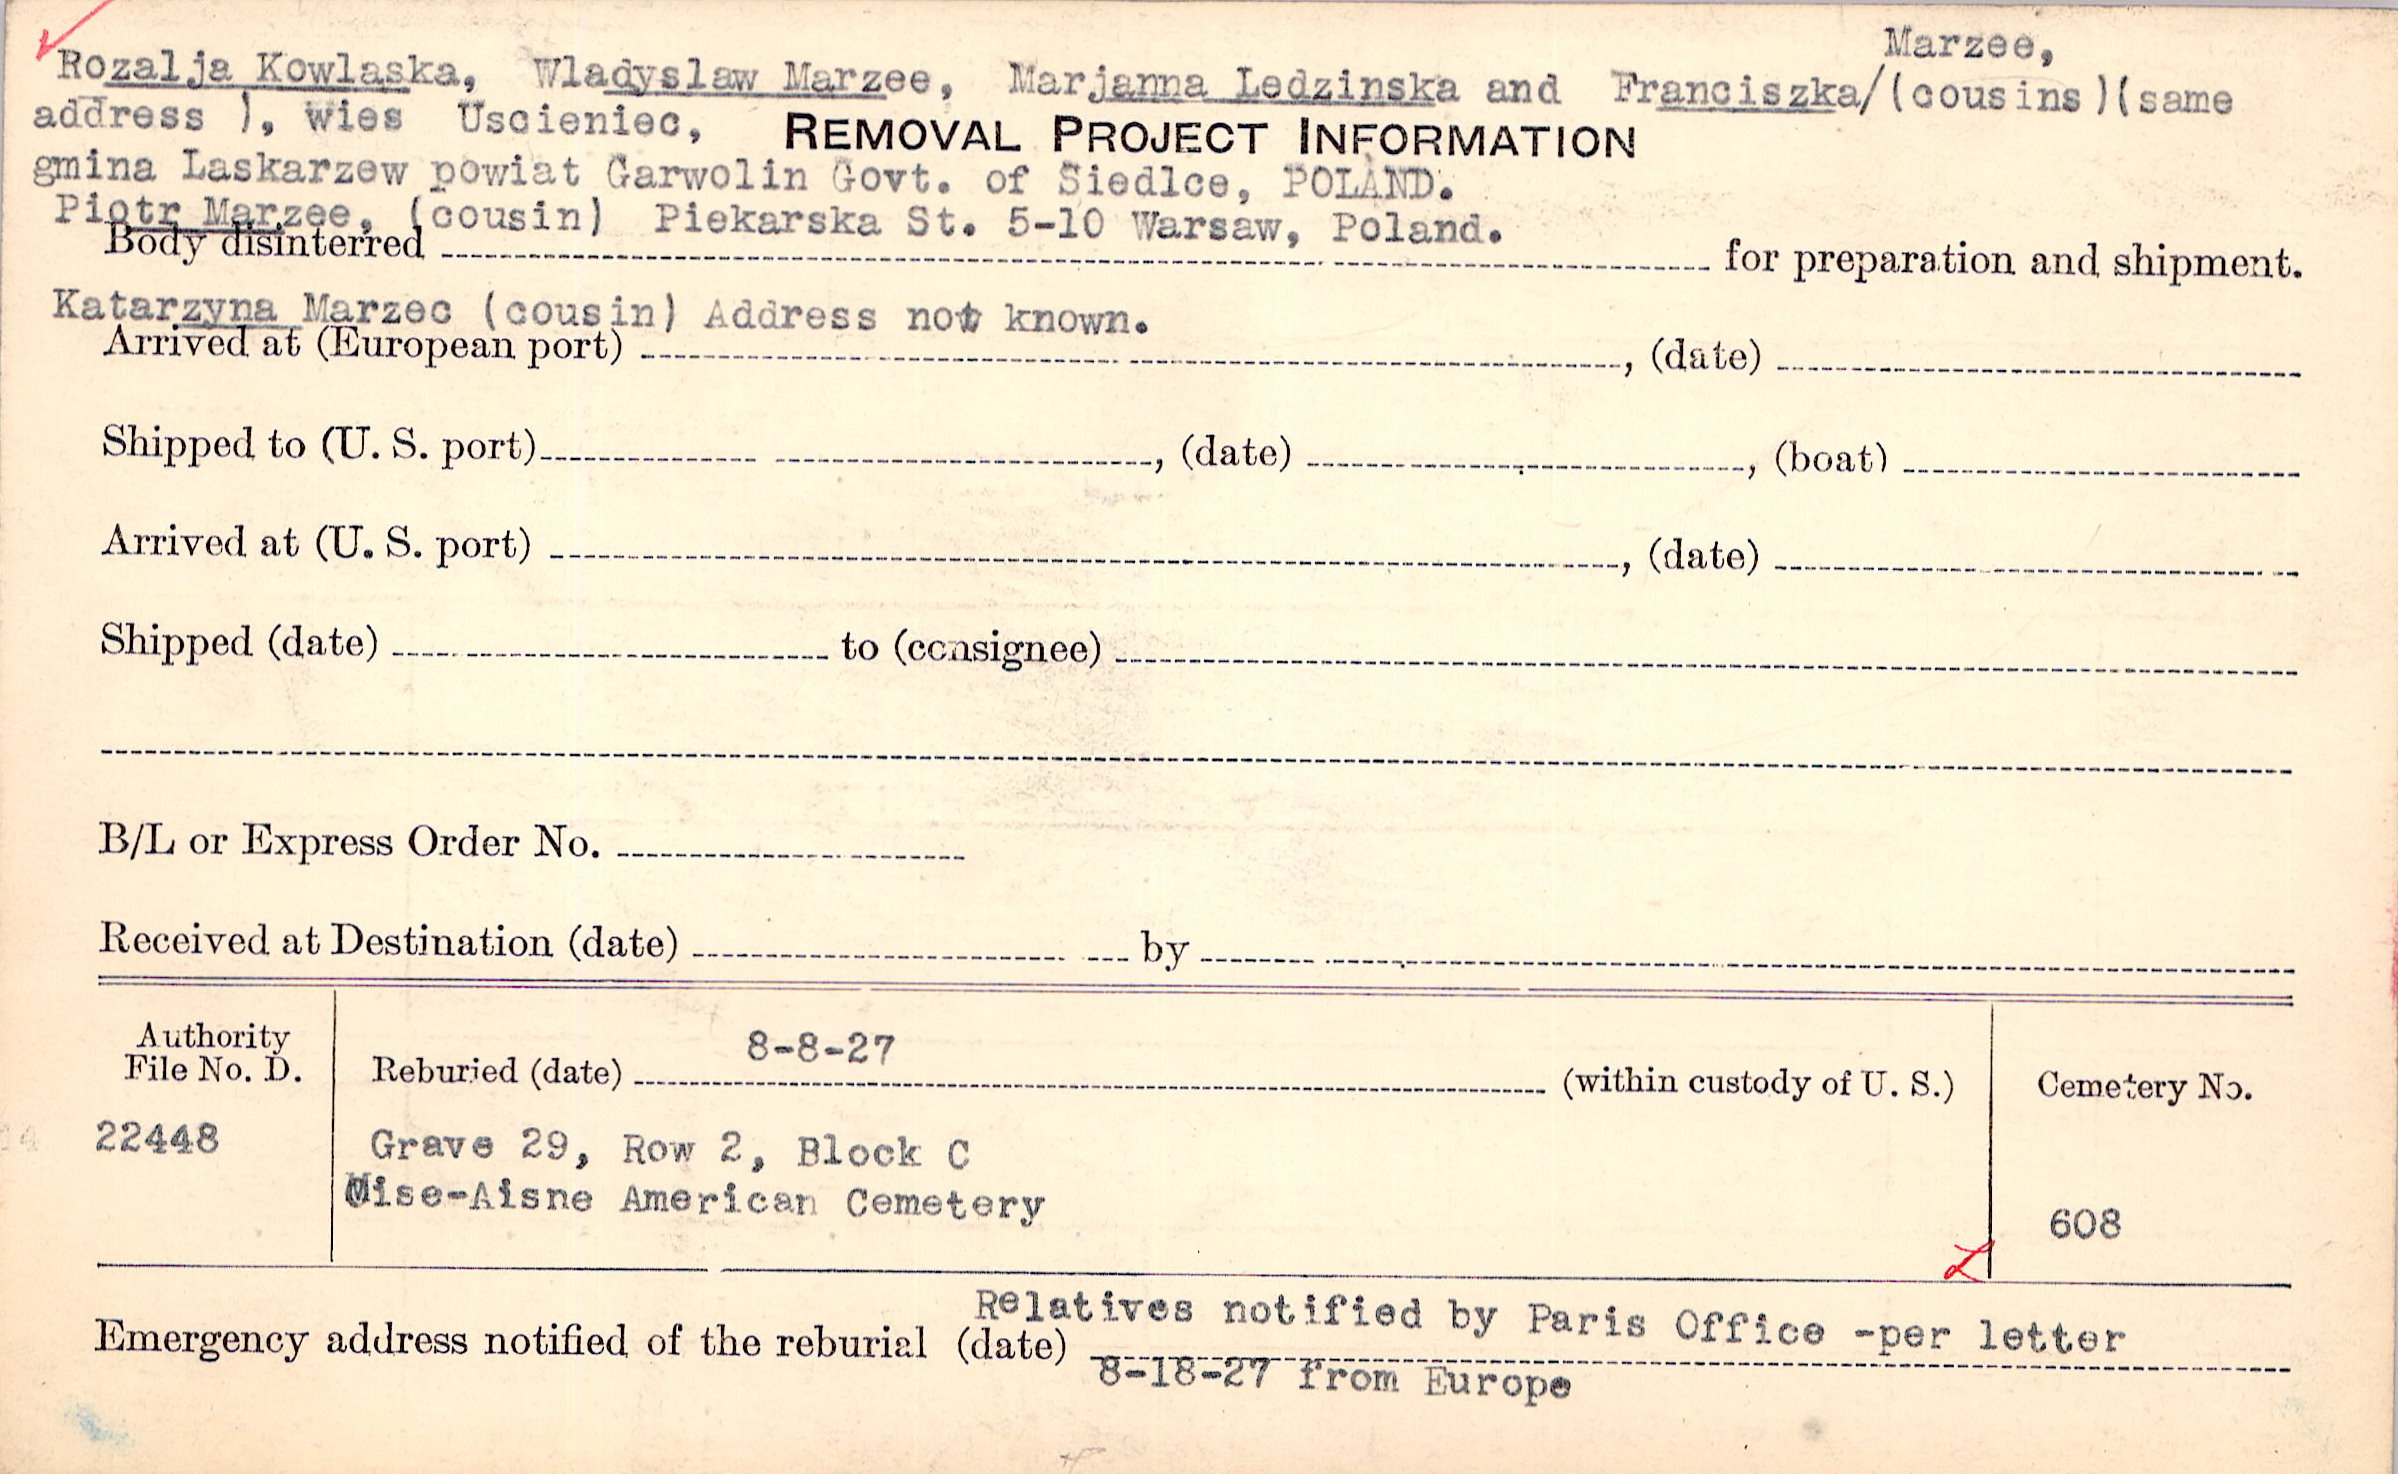 Marzee,
Rozalja Kowlaska, Wladyslaw Marzee, Marjanna Ledzinska and Franciszka/(cousins)(same
address ), wies Uscieniec,
REMOVAL PROJECT INFORMATION
gmina Laskarzew powiat Garwolin Govt. of Siedlce, POLAND.
Piotr Marzee, (cousin) Piekarska St. 5-10 Warsaw, Poland.
Body disinterred for preparation and shipment.
Katarzyna Marzec (cousin) Address not known.
Arrived at (European port) , (date)
Shipped to (U. S. port) , (date) , (boat)
Arrived at (U. S. port) , (date)
Shipped (date) to (consignee)
B/L or Express Order No.
Received at Destination (date) by
Authority
File No. D.
22448
Reburied (date) 8-8-27 (within custody of U. S.)
Grave 29, Row 2, Block C
Oise-Aisne American Cemetery
Cemetery No.
608
Relatives notified by Paris Office -per letter
Emergency address notified of the reburial (date)
8-18-27 from Europe